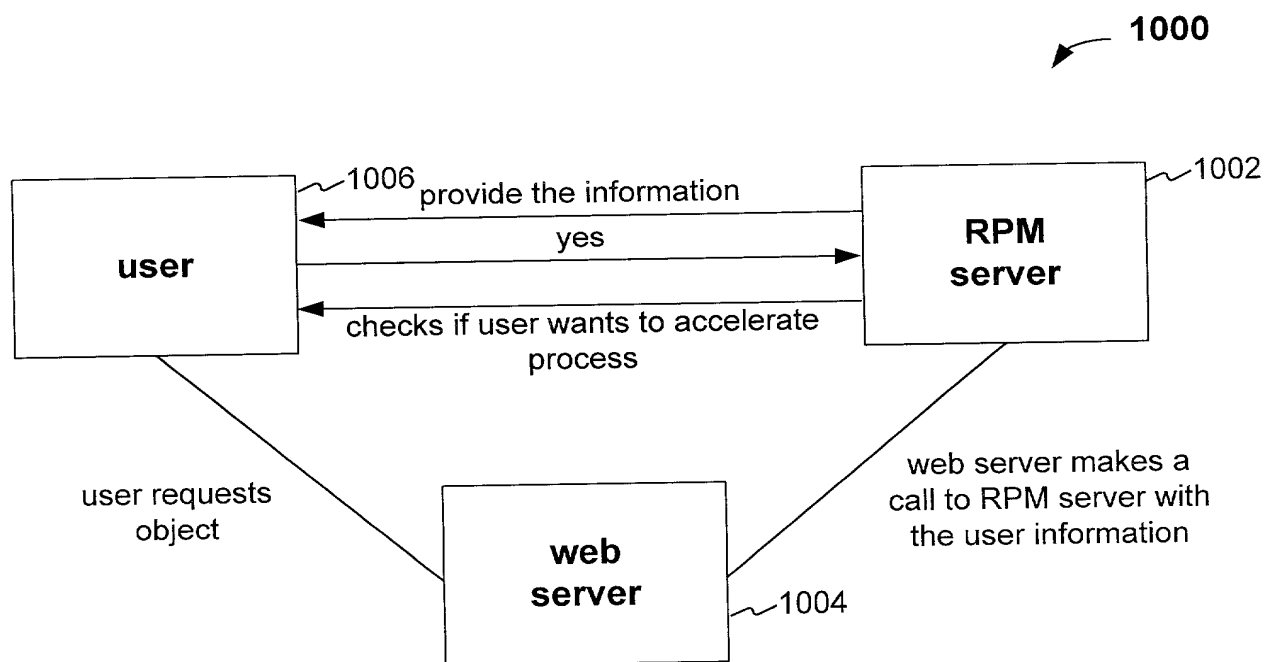 1000
1006
provide the information
1002
yes
user
RPM
server
checks if user wants to accelerate
process
user requests
object
web server makes a
call to RPM server with
the user information
web
server
1004